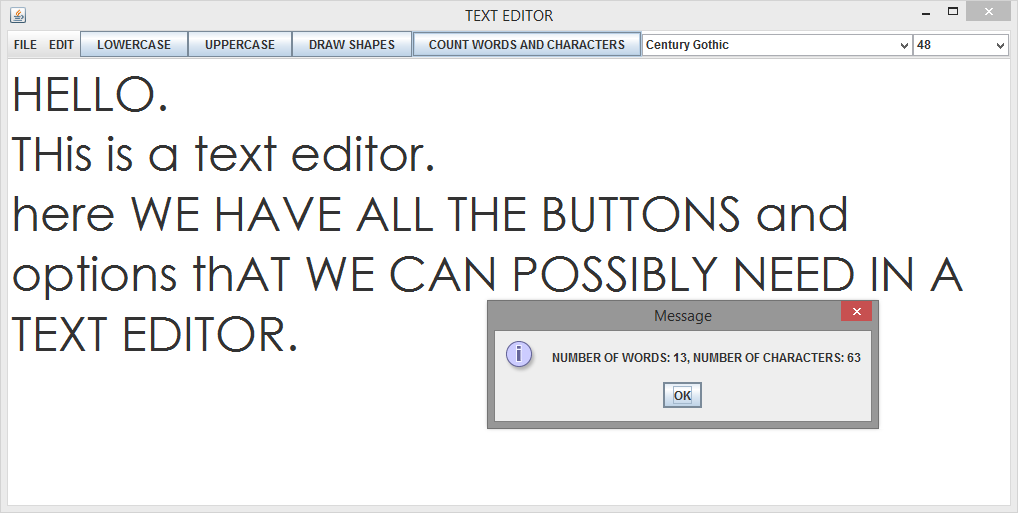 TEXT EDITOR
FILE EDIT LOWERCASE UPPERCASE DRAW SHAPES COUNT WORDS AND CHARACTERS Century Gothic 48
HELLO.
THis is a text editor.
here WE HAVE ALL THE BUTTONS and
options thAT WE CAN POSSIBLY NEED IN A
TEXT EDITOR.
Message
NUMBER OF WORDS: 13, NUMBER OF CHARACTERS: 63
OK